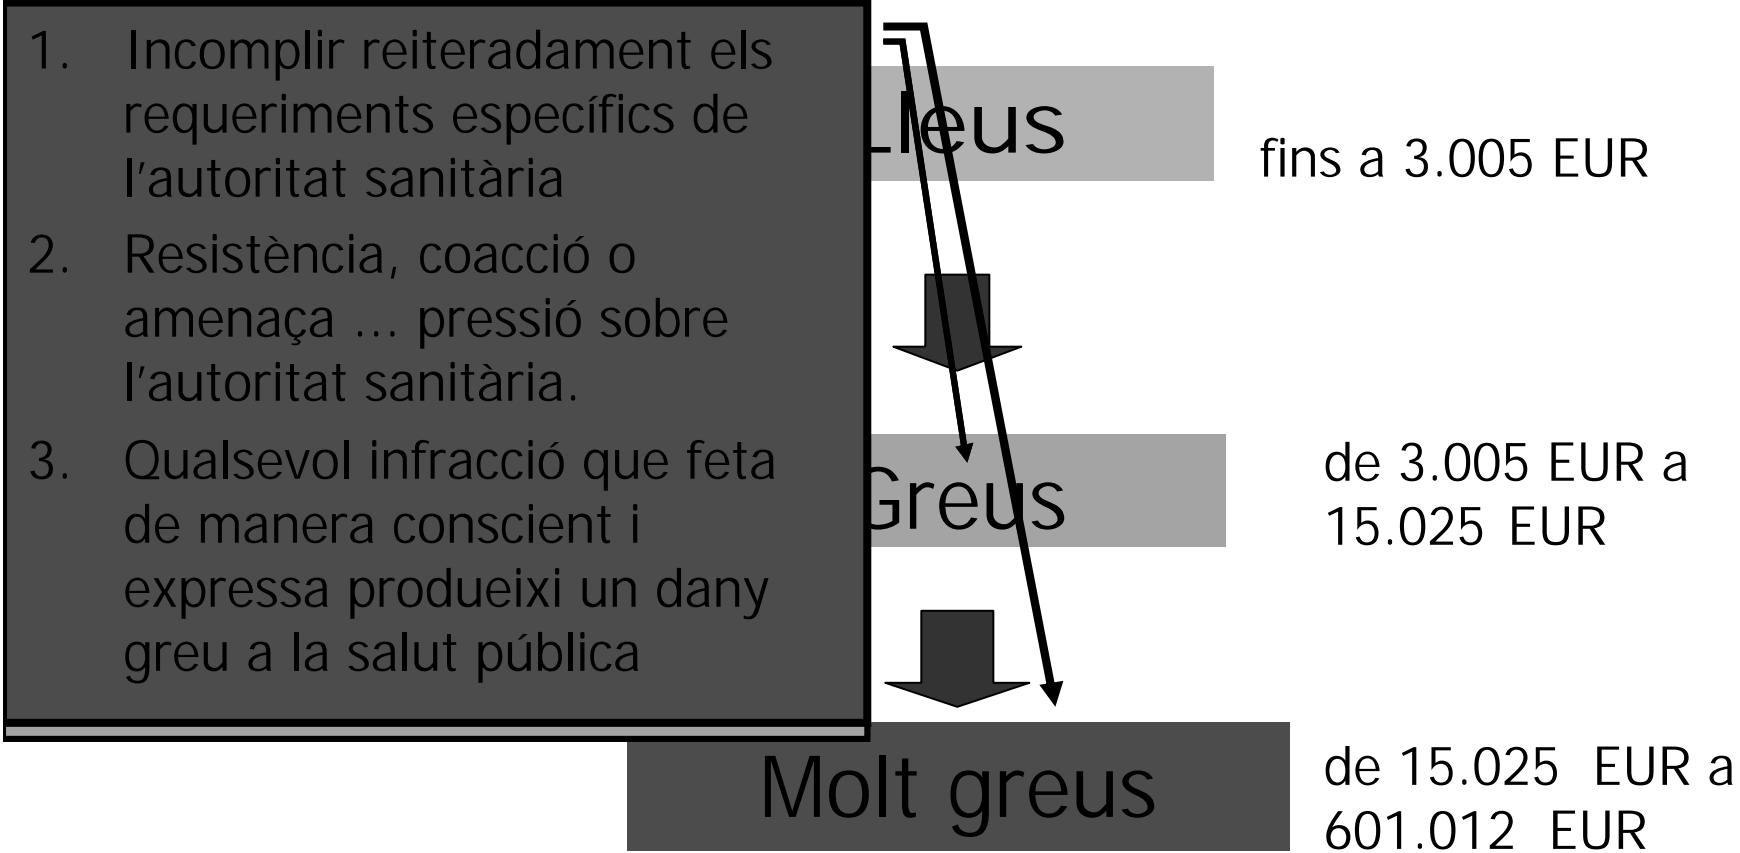 1. Incomplir reiteradament els
requeriments específics de
l'autoritat sanitària
2. Resistència, coacció o
amenaça ... pressió sobre
l'autoritat sanitària.
3. Qualsevol infracció que feta
de manera conscient i
expressa produeixi un dany
greu a la salut pública
Lleus
fins a 3.005 EUR
Greus
de 3.005 EUR a
15.025 EUR
Molt greus
de 15.025 EUR a
601.012 EUR